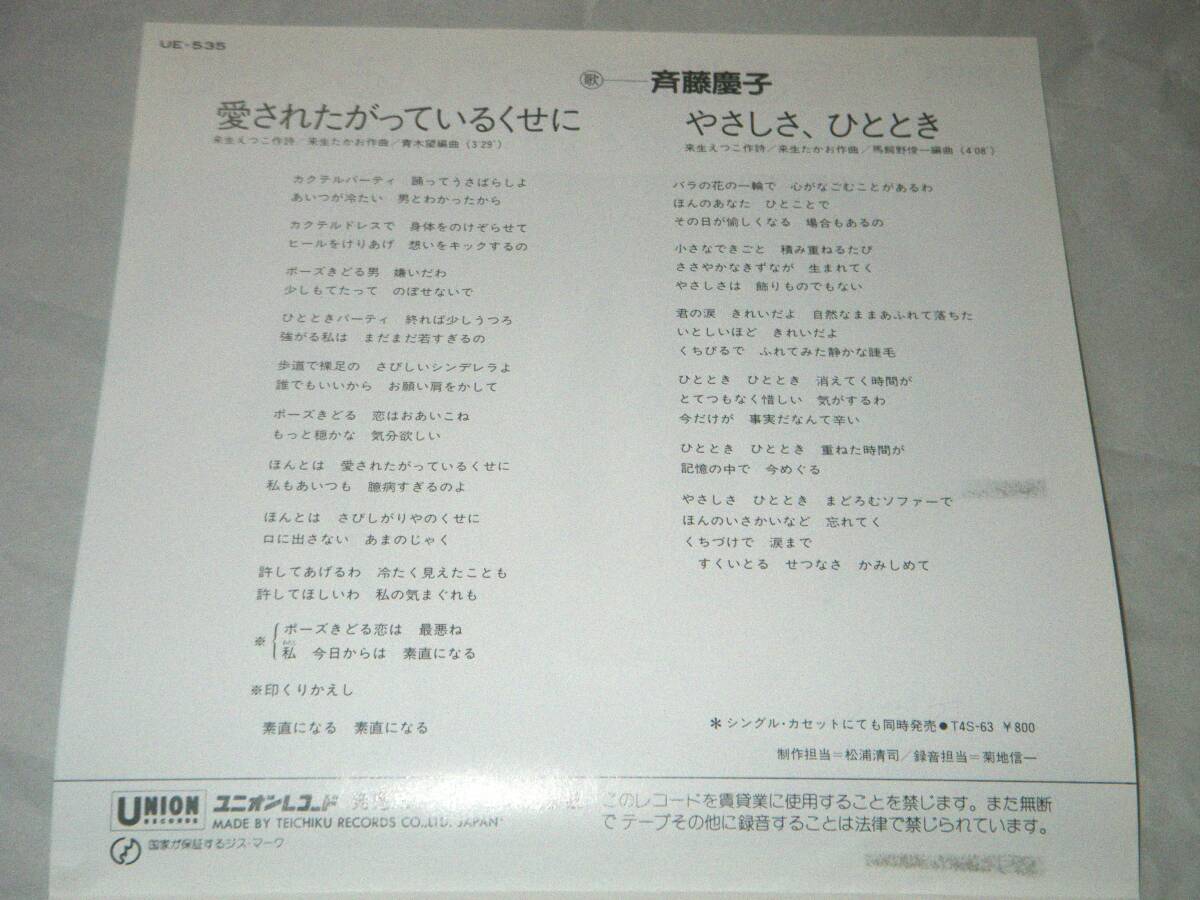 UE-535
歌 斉藤慶子
愛されたがっているくせに
来生えつこ作詩/来生たかお作曲/青木望編曲(3'29")
カクテルパーティ 踊ってうさばらしよ
あいつが冷たい 男とわかったから
カクテルドレスで 身体をのけぞらせて
ヒールをけりあげ 想いをキックするの
ポーズきどる男 嫌いだわ
少しもてたって のぼせないで
ひとときパーティ 終れば少しうつろ
強がる私は まだまだ若すぎるの
歩道で裸足の さびしいシンデレラよ
誰でもいいから お願い肩をかして
ポーズきどる 恋はおあいこね
もっと穏かな 気分欲しい
ほんとは 愛されたがっているくせに
私もあいつも 臆病すぎるのよ
ほんとは さびしがりやのくせに
口に出さない あまのじゃく
許してあげるわ 冷たく見えたことも
許してほしいわ 私の気まぐれも
※ ポーズきどる恋は 最悪ね
私 今日からは 素直になる
※印くりかえし
素直になる 素直になる
やさしさ、ひととき
来生えつこ作詩/来生たかお作曲/馬飼野俊一編曲(4'08")
バラの花の一輪で 心がなごむことがあるわ
ほんのあなた ひとことで
その日が愉しくなる 場合もあるの
小さなできごと 積み重ねるたび
ささやかなきずなが 生まれてく
やさしさは 飾りものでもない
君の涙 きれいだよ 自然なままあふれて落ちた
いとしいほど きれいだよ
くちびるで ふれてみた静かな睫毛
ひととき ひととき 消えてく時間が
とてつもなく惜しい 気がするわ
今だけが 事実だなんて辛い
ひととき ひととき 重ねた時間が
記憶の中で 今めぐる
やさしさ ひととき まどろむソファーで
ほんのいさかいなど 忘れてく
くちづけで 涙まで
すくいとる せつなさ かみしめて
＊シングル・カセットにても同時発売●T4S-63 ¥800
制作担当=松浦清司/録音担当=菊地信一
UNION RECORDS ユニオンレコード
MADE BY TEICHIKU RECORDS CO.,LTD. JAPAN
国家が保証するジス・マーク
このレコードを賃貸業に使用することを禁じます。また無断
でテープその他に録音することは法律で禁じられています。